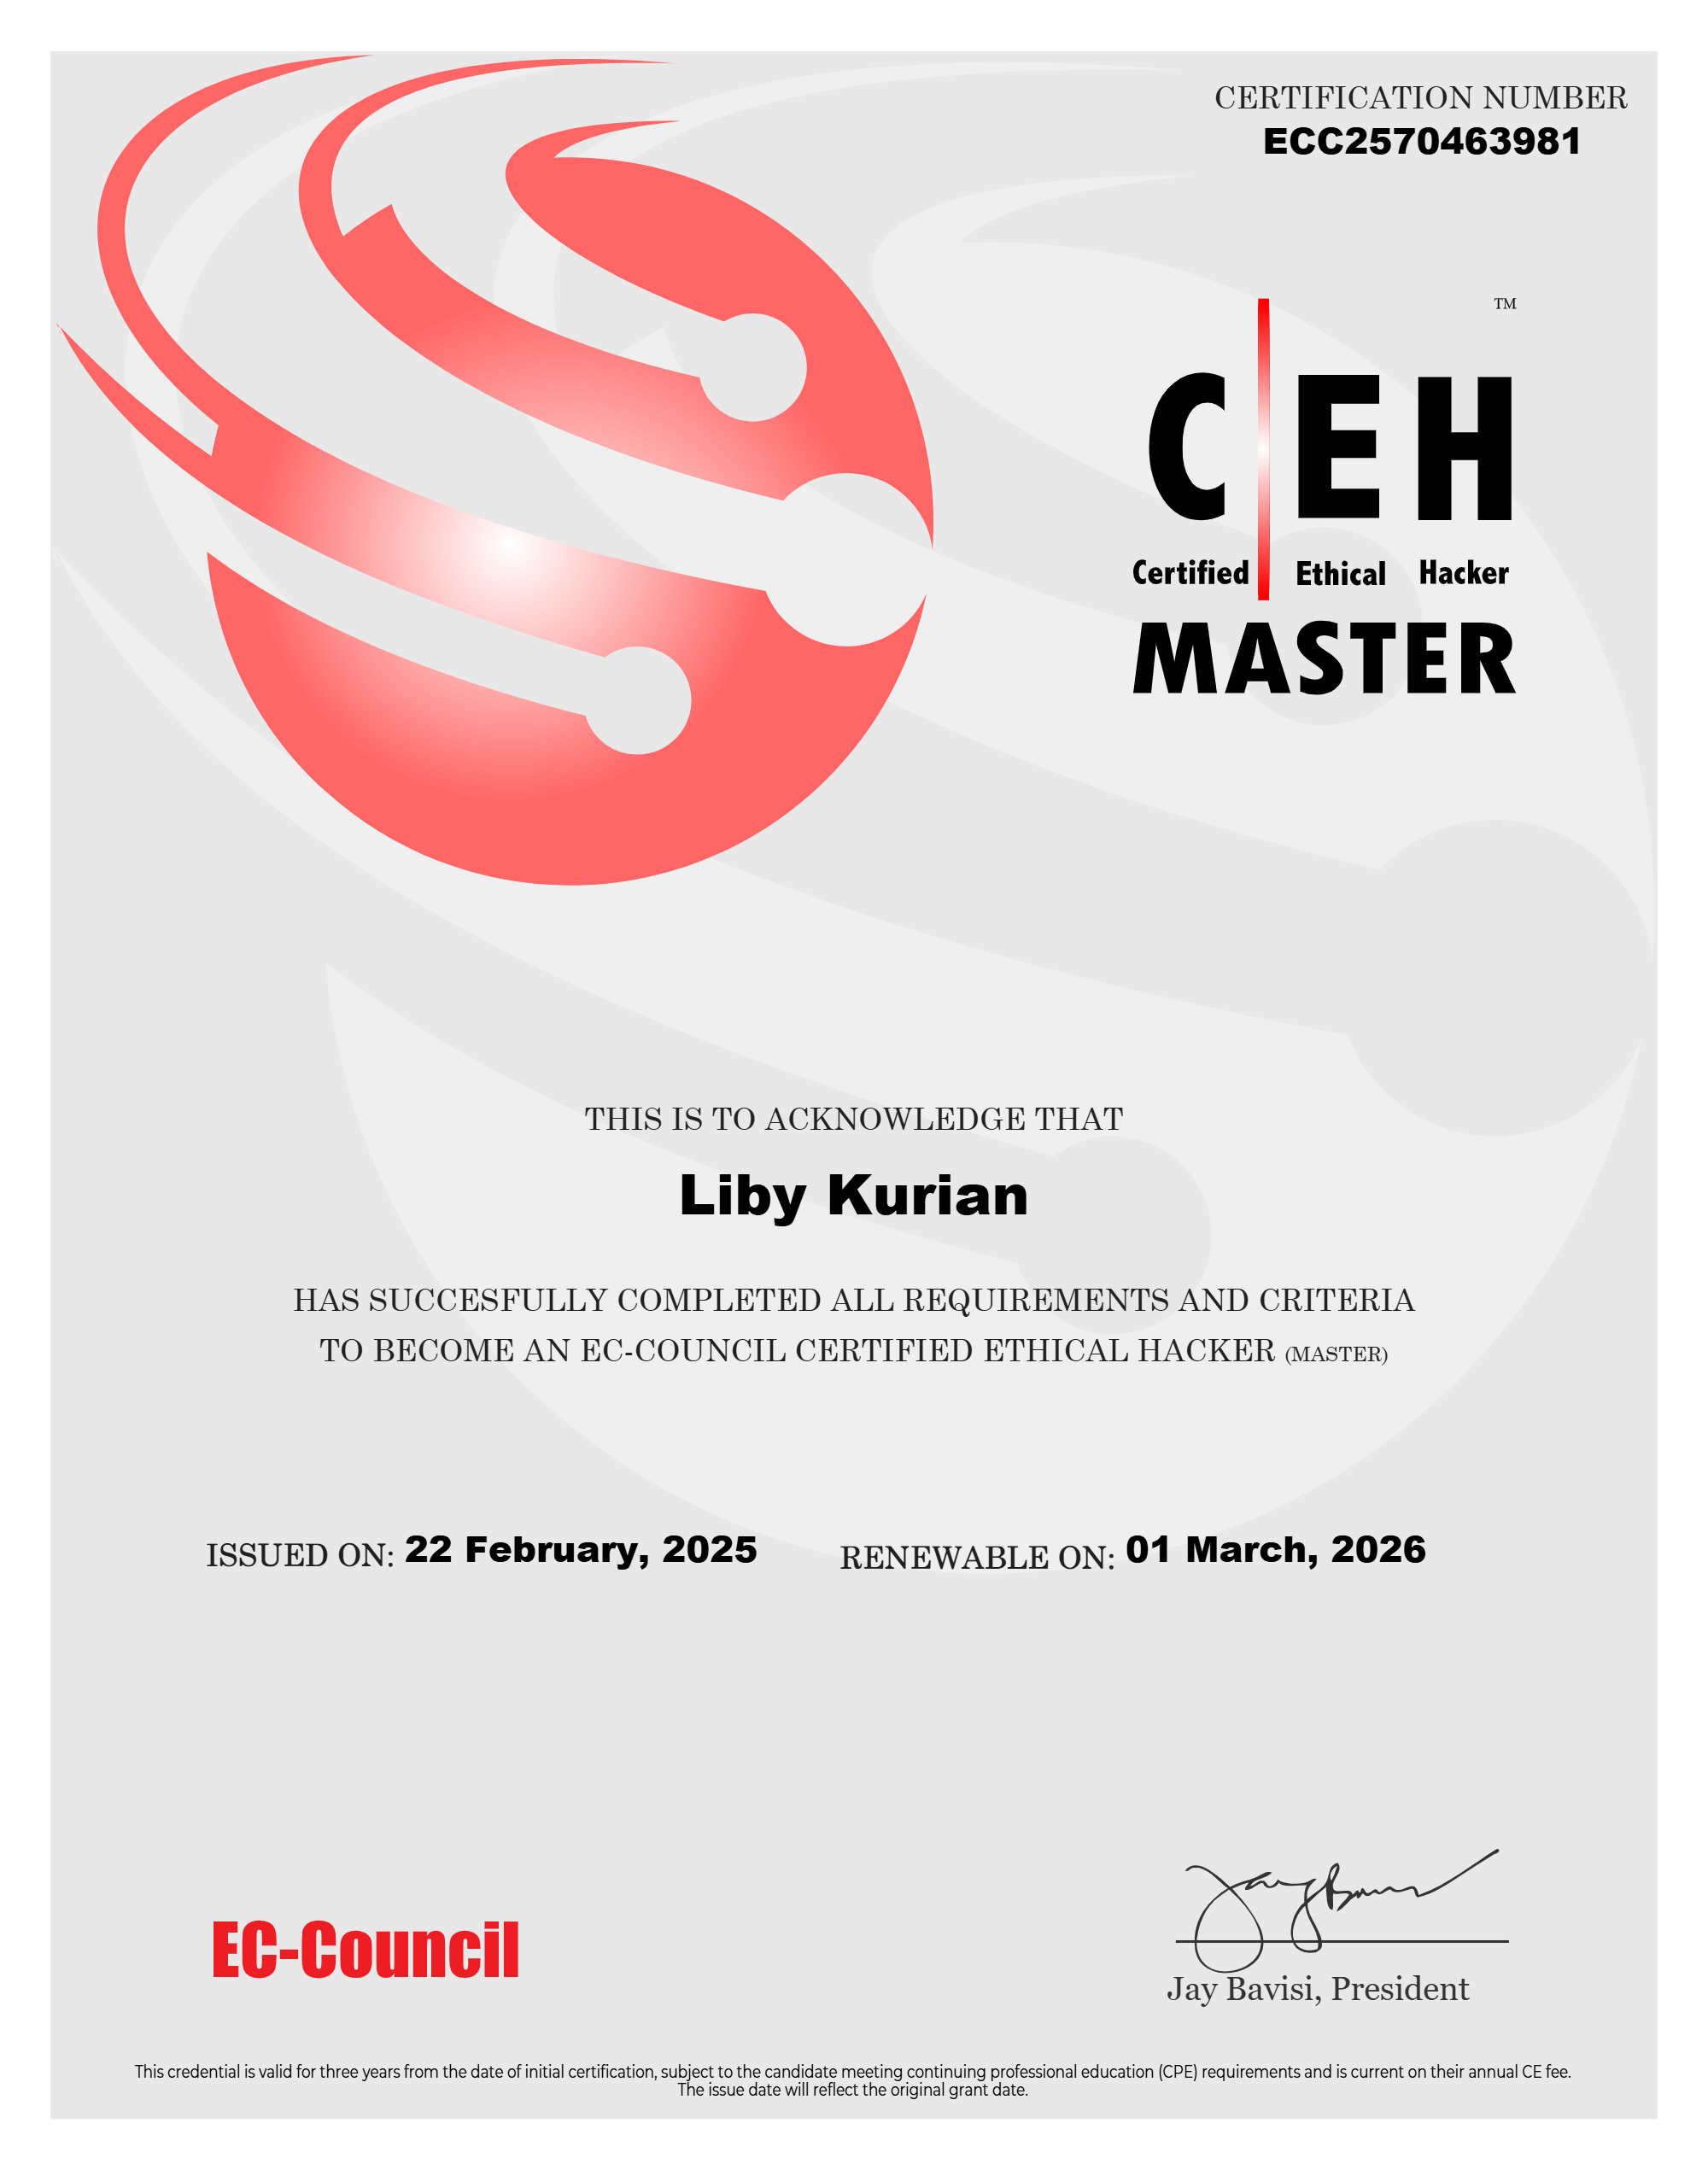 CERTIFICATION NUMBER
ECC2570463981
TM
C EH
Certified Ethical Hacker
MASTER
THIS IS TO ACKNOWLEDGE THAT
Liby Kurian
HAS SUCCESFULLY COMPLETED ALL REQUIREMENTS AND CRITERIA
TO BECOME AN EC-COUNCIL CERTIFIED ETHICAL HACKER (MASTER)
ISSUED ON: 22 February, 2025 RENEWABLE ON: 01 March, 2026
EC-Council
Jay Bavisi, President
This credential is valid for three years from the date of initial certification, subject to the candidate meeting continuing professional education (CPE) requirements and is current on their annual CE fee.
The issue date will reflect the original grant date.